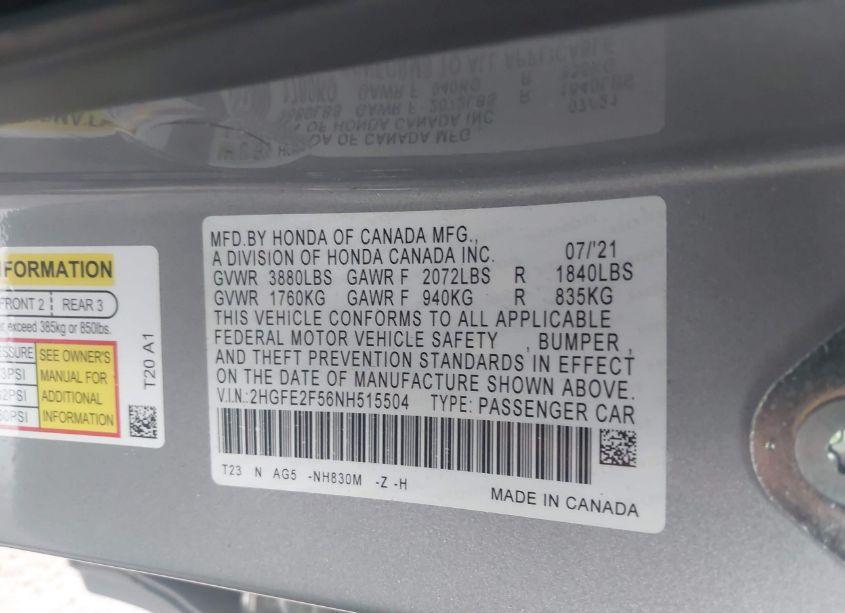 MFD.BY HONDA OF CANADA MFG.,
A DIVISION OF HONDA CANADA INC. 07/'21
GVWR 3880LBS GAWR F 2072LBS R 1840LBS
GVWR 1760KG GAWR F 940KG R 835KG
THIS VEHICLE CONFORMS TO ALL APPLICABLE
FEDERAL MOTOR VEHICLE SAFETY , BUMPER ,
AND THEFT PREVENTION STANDARDS IN EFFECT
ON THE DATE OF MANUFACTURE SHOWN ABOVE.
V.I.N.:2HGFE2F56NH515504 TYPE: PASSENGER CAR
T23 N AG5 -NH830M -Z -H
MADE IN CANADA
FRONT 2 REAR 3
exceed 385kg or 850lbs.
SEE OWNER'S
MANUAL FOR
ADDITIONAL
INFORMATION
T20 A1